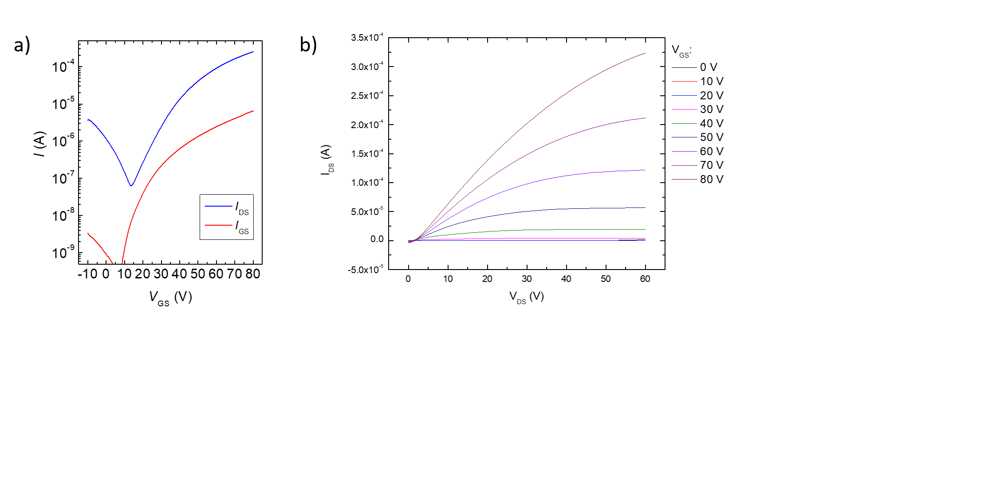 a)
I (A)
10-4
10-5
10-6
10-7
10-8
10-9
IDS
IGS
-10 0 10 20 30 40 50 60 70 80
VGS (V)
b)
IDS (A)
3.5x10-4
3.0x10-4
2.5x10-4
2.0x10-4
1.5x10-4
1.0x10-4
5.0x10-5
0.0
-5.0x10-5
0 10 20 30 40 50 60
VDS (V)
VGS:
0 V
10 V
20 V
30 V
40 V
50 V
60 V
70 V
80 V